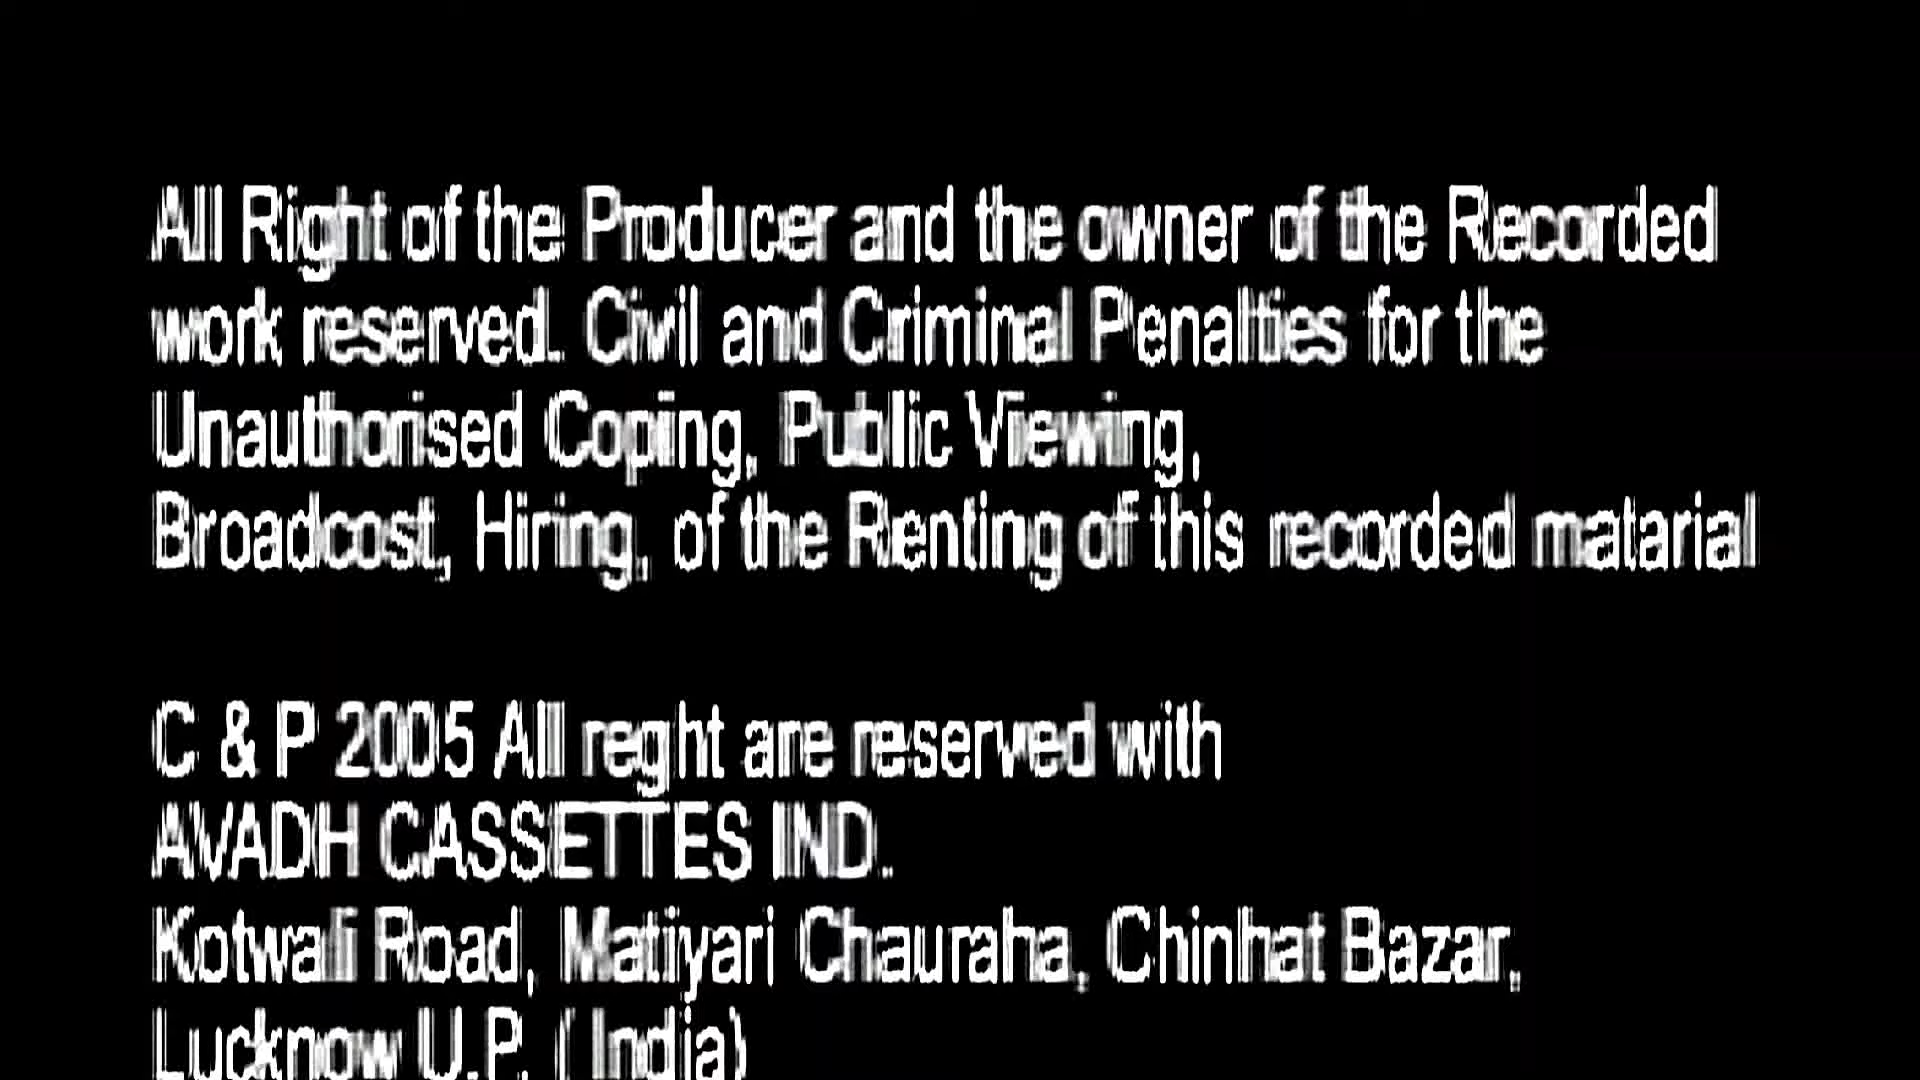 All Right of the Producer and the owner of the Recorded
work reserved. Civil and Criminal Penalties for the
Unauthorised Coping, Public Viewing,
Broadcost, Hiring, of the Renting of this recorded matarial
C & P 2005 All reght are reserved with
AVADH CASSETTES IND.
Kotwali Road, Matiyari Chauraha, Chinhat Bazar,
Lucknow U.P. ( India)